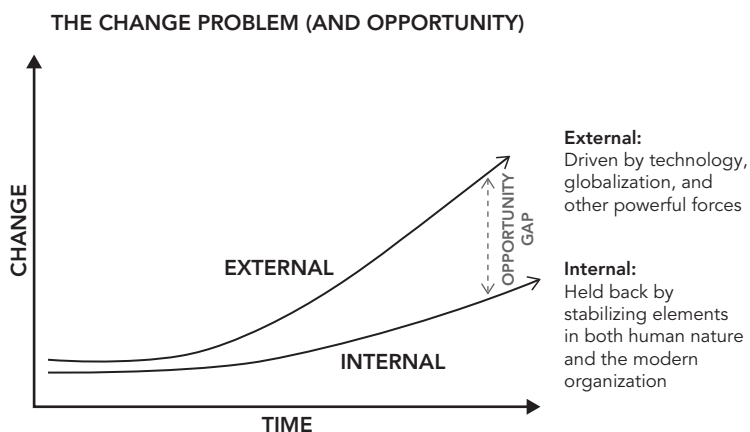 THE CHANGE PROBLEM (AND OPPORTUNITY)
CHANGE
EXTERNAL
INTERNAL
OPPORTUNITY
GAP
TIME
External:
Driven by technology,
globalization, and
other powerful forces
Internal:
Held back by
stabilizing elements
in both human nature
and the modern
organization